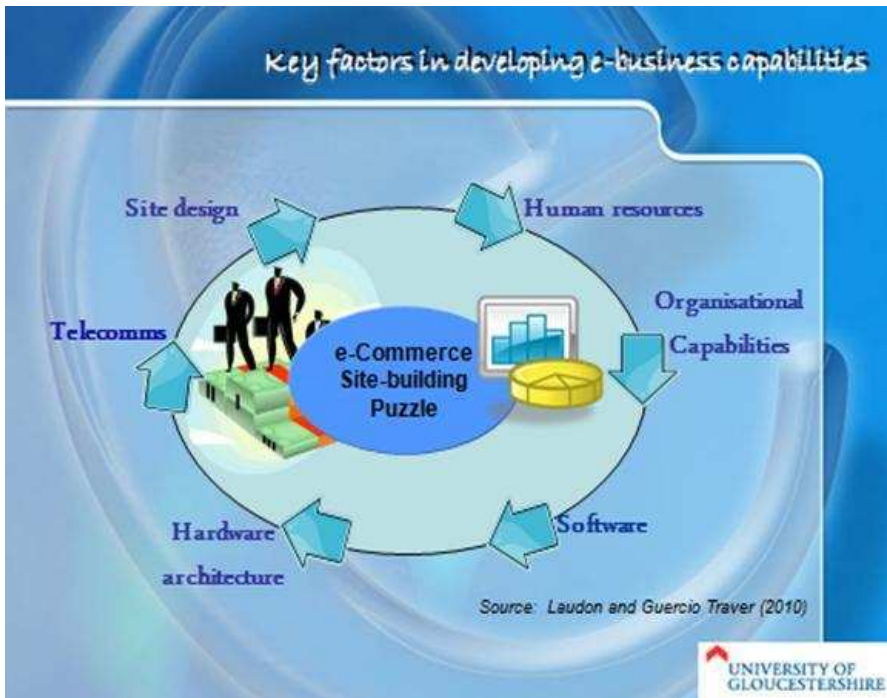 Key factors in developing e-business capabilities
Site design
Human resources
Telecomms
Organisational
Capabilities
e-Commerce
Site-building
Puzzle
Hardware
architecture
Software
Source: Laudon and Guercio Traver (2010)
UNIVERSITY OF
GLOUCESTERSHIRE